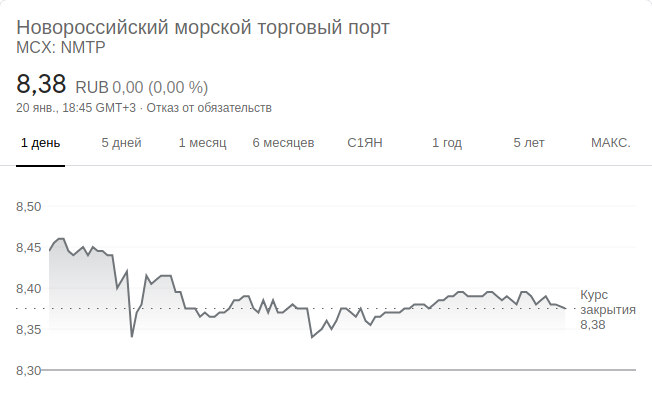 Новороссийский морской торговый порт
MCX: NMTP
8,38 RUB 0,00 (0,00 %)
20 янв., 18:45 GMT+3 · Отказ от обязательств
1 день 5 дней 1 месяц 6 месяцев С1ЯН 1 год 5 лет МАКС.
8,50
8,45
8,40
8,35
8,30
Курс
закрытия
8,38